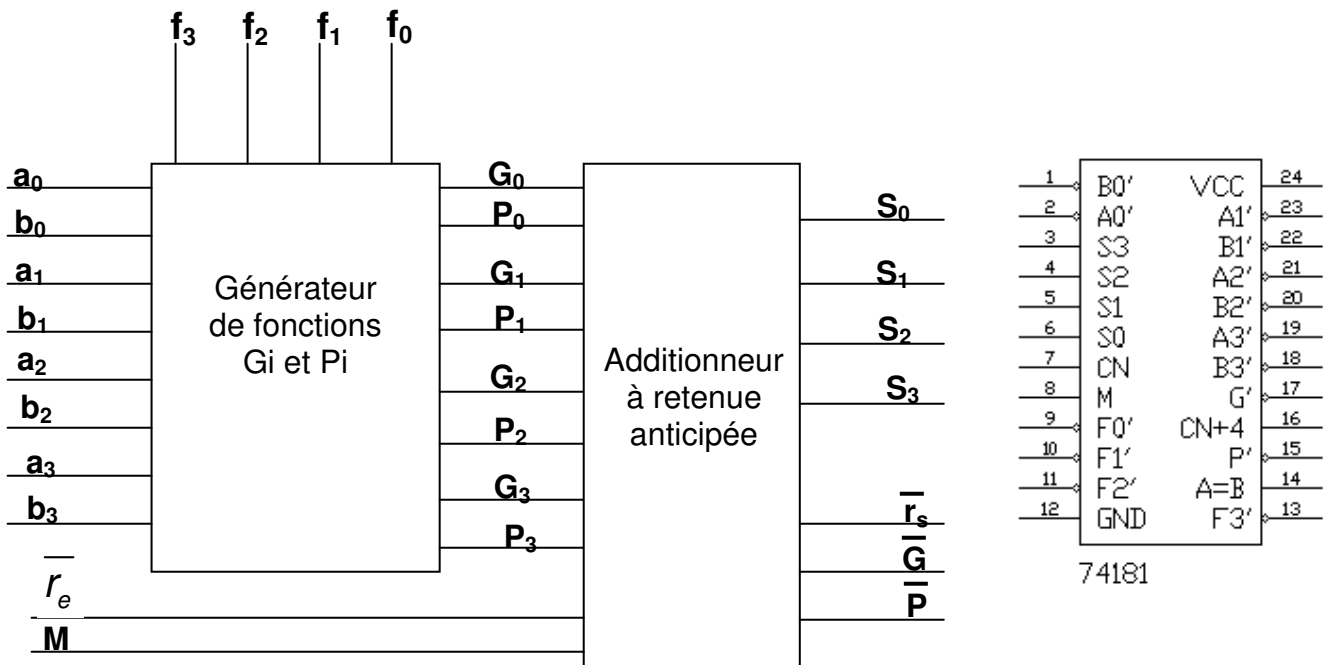 f3 f2 f1 f0
a0
b0
a1
b1
a2
b2
a3
b3
Générateur
de fonctions
Gi et Pi
G0
P0
G1
P1
G2
P2
G3
P3
r̅e
M
Additionneur
à retenue
anticipée
S0
S1
S2
S3
r̅s
G̅
P̅
1 B0' VCC 24
2 A0' A1' 23
3 S3 B1' 22
4 S2 A2' 21
5 S1 B2' 20
6 S0 A3' 19
7 CN B3' 18
8 M G' 17
9 F0' CN+4 16
10 F1' P' 15
11 F2' A=B 14
12 GND F3' 13
74181